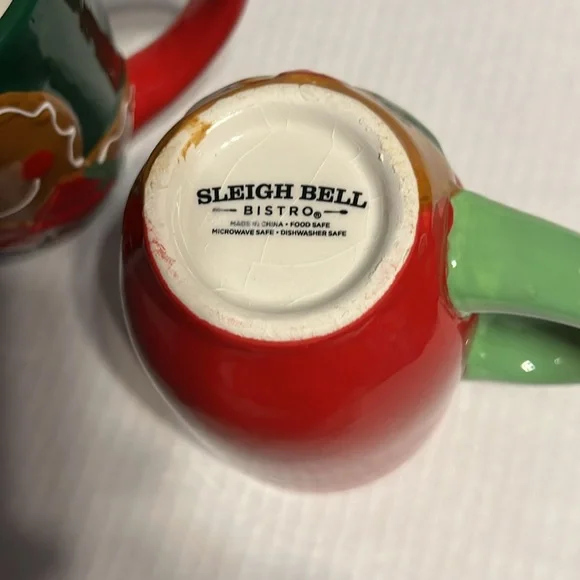 SLEIGH BELL
BISTRO®
MADE IN CHINA • FOOD SAFE
MICROWAVE SAFE • DISHWASHER SAFE